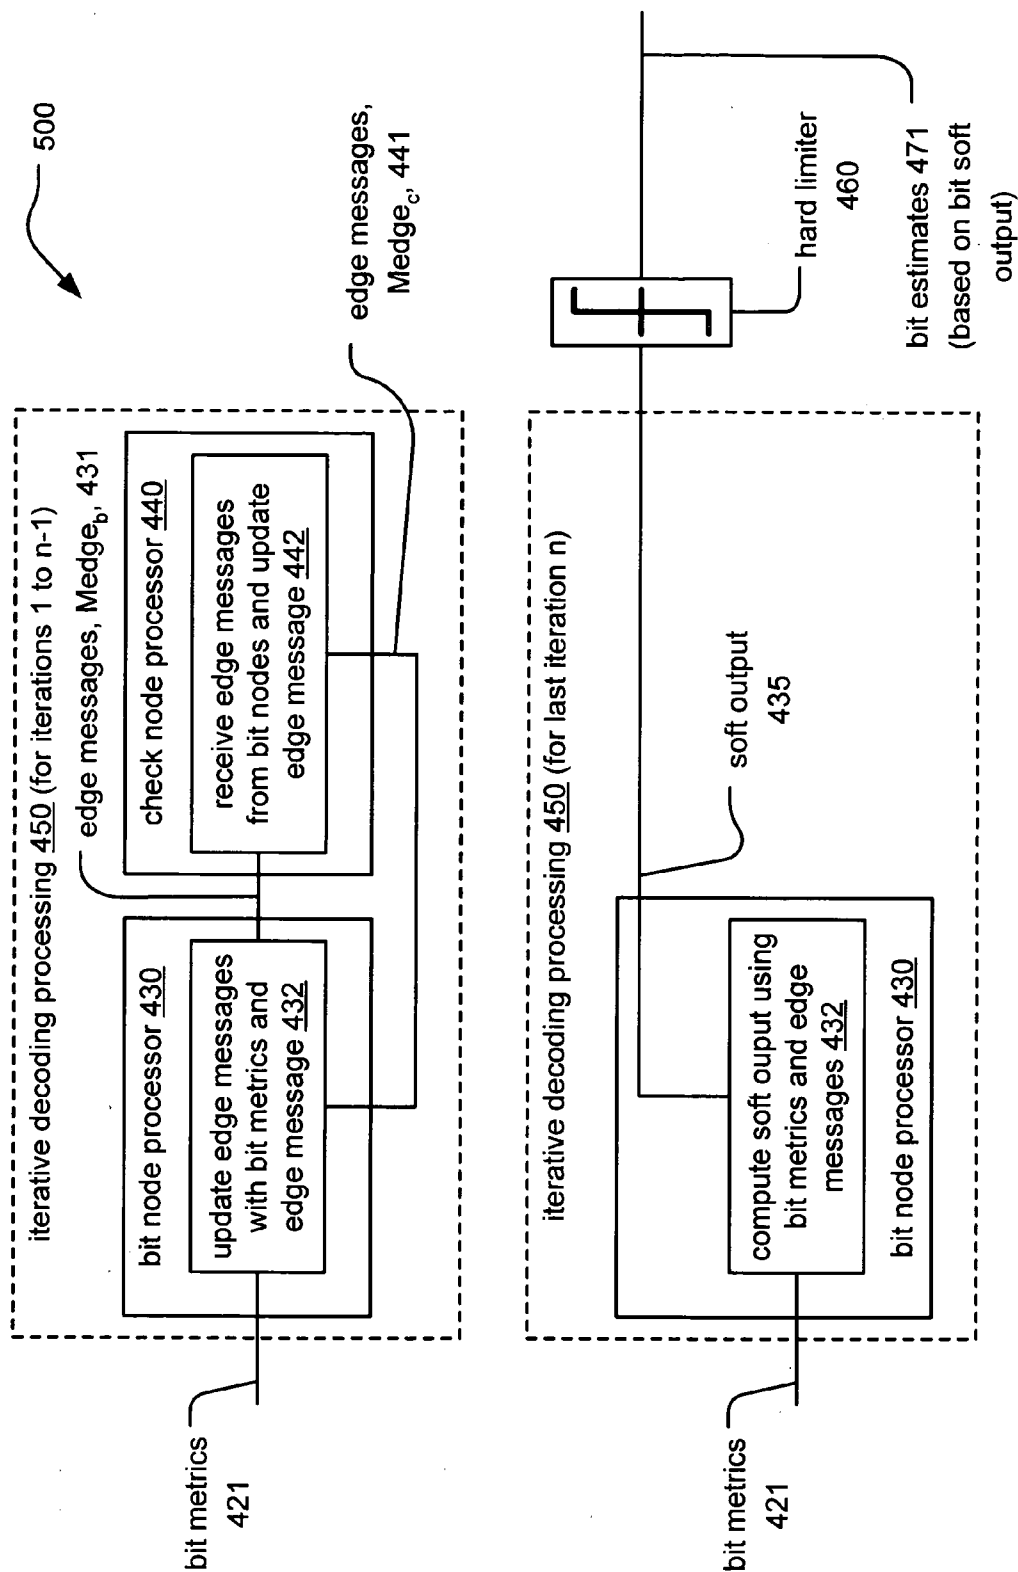 500
iterative decoding processing 450 (for iterations 1 to n-1)
edge messages, Medge_b, 431
bit node processor 430
update edge messages
with bit metrics and
edge message 432
check node processor 440
receive edge messages
from bit nodes and update
edge message 442
edge messages,
Medge_c, 441
bit metrics
421
iterative decoding processing 450 (for last iteration n)
soft output
435
compute soft ouput using
bit metrics and edge
messages 432
bit node processor 430
bit metrics
421
hard limiter
460
bit estimates 471
(based on bit soft
output)